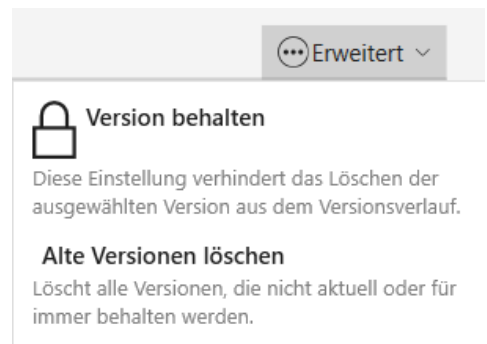 Erweitert
Version behalten
Diese Einstellung verhindert das Löschen der
ausgewählten Version aus dem Versionsverlauf.
Alte Versionen löschen
Löscht alle Versionen, die nicht aktuell oder für
immer behalten werden.